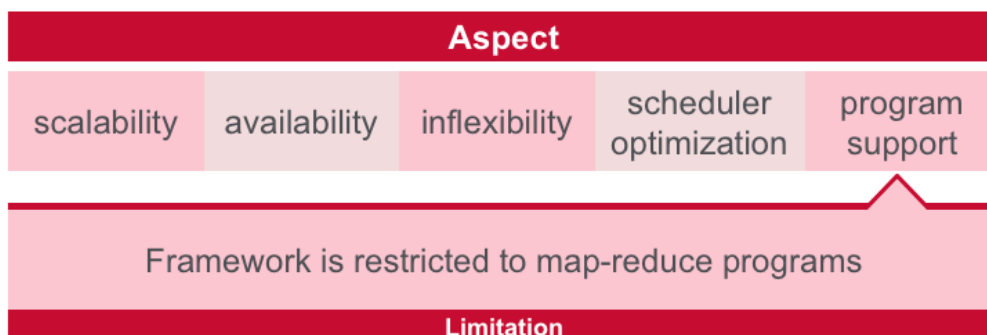 Aspect
scalability availability inflexibility scheduler optimization program support
Framework is restricted to map-reduce programs
Limitation